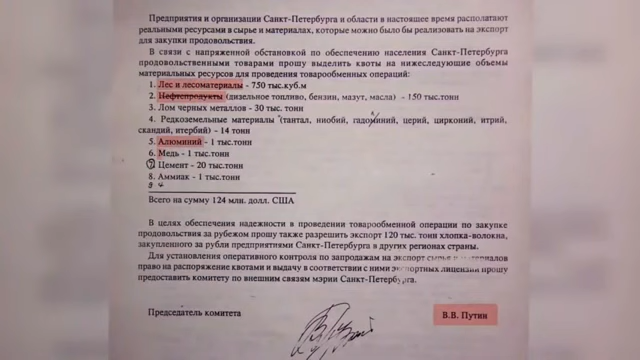 Предприятия и организации Санкт-Петербурга и области в настоящее время располагают
реальными ресурсами в сырье и материалах, которые можно было бы реализовать на экспорт
для закупки продовольствия.
В связи с напряженной обстановкой по обеспечению населения Санкт-Петербурга
продовольственными товарами прошу выделить квоты на нижеследующие объемы
материальных ресурсов для проведения товарообменных операций:
1. Лес и лесоматериалы - 750 тыс.куб.м
2. Нефтепродукты (дизельное топливо, бензин, мазут, масла) - 150 тыс.тонн
3. Лом черных металлов - 30 тыс. тонн
4. Редкоземельные материалы (тантал, ниобий, гадоминий, церий, цирконий, итрий,
скандий, итербий) - 14 тонн
5. Алюминий - 1 тыс.тонн
6. Медь - 1 тыс.тонн
7 Цемент - 20 тыс.тонн
8. Аммиак - 1 тыс.тонн
Всего на сумму 124 млн. долл. США
В целях обеспечения надежности в проведении товарообменной операции по закупке
продовольствия за рубежом прошу также разрешить экспорт 120 тыс. тонн хлопка-волокна,
закупленного за рубли предприятиями Санкт-Петербурга в других регионах страны.
Для установления оперативного контроля по запродажам на экспорт сырья и материалов
право на распоряжение квотами и выдачу в соответствии с ними экспортных лицензий прошу
предоставить комитету по внешним связям мэрии Санкт-Петербурга.
Председатель комитета
В.В. Путин